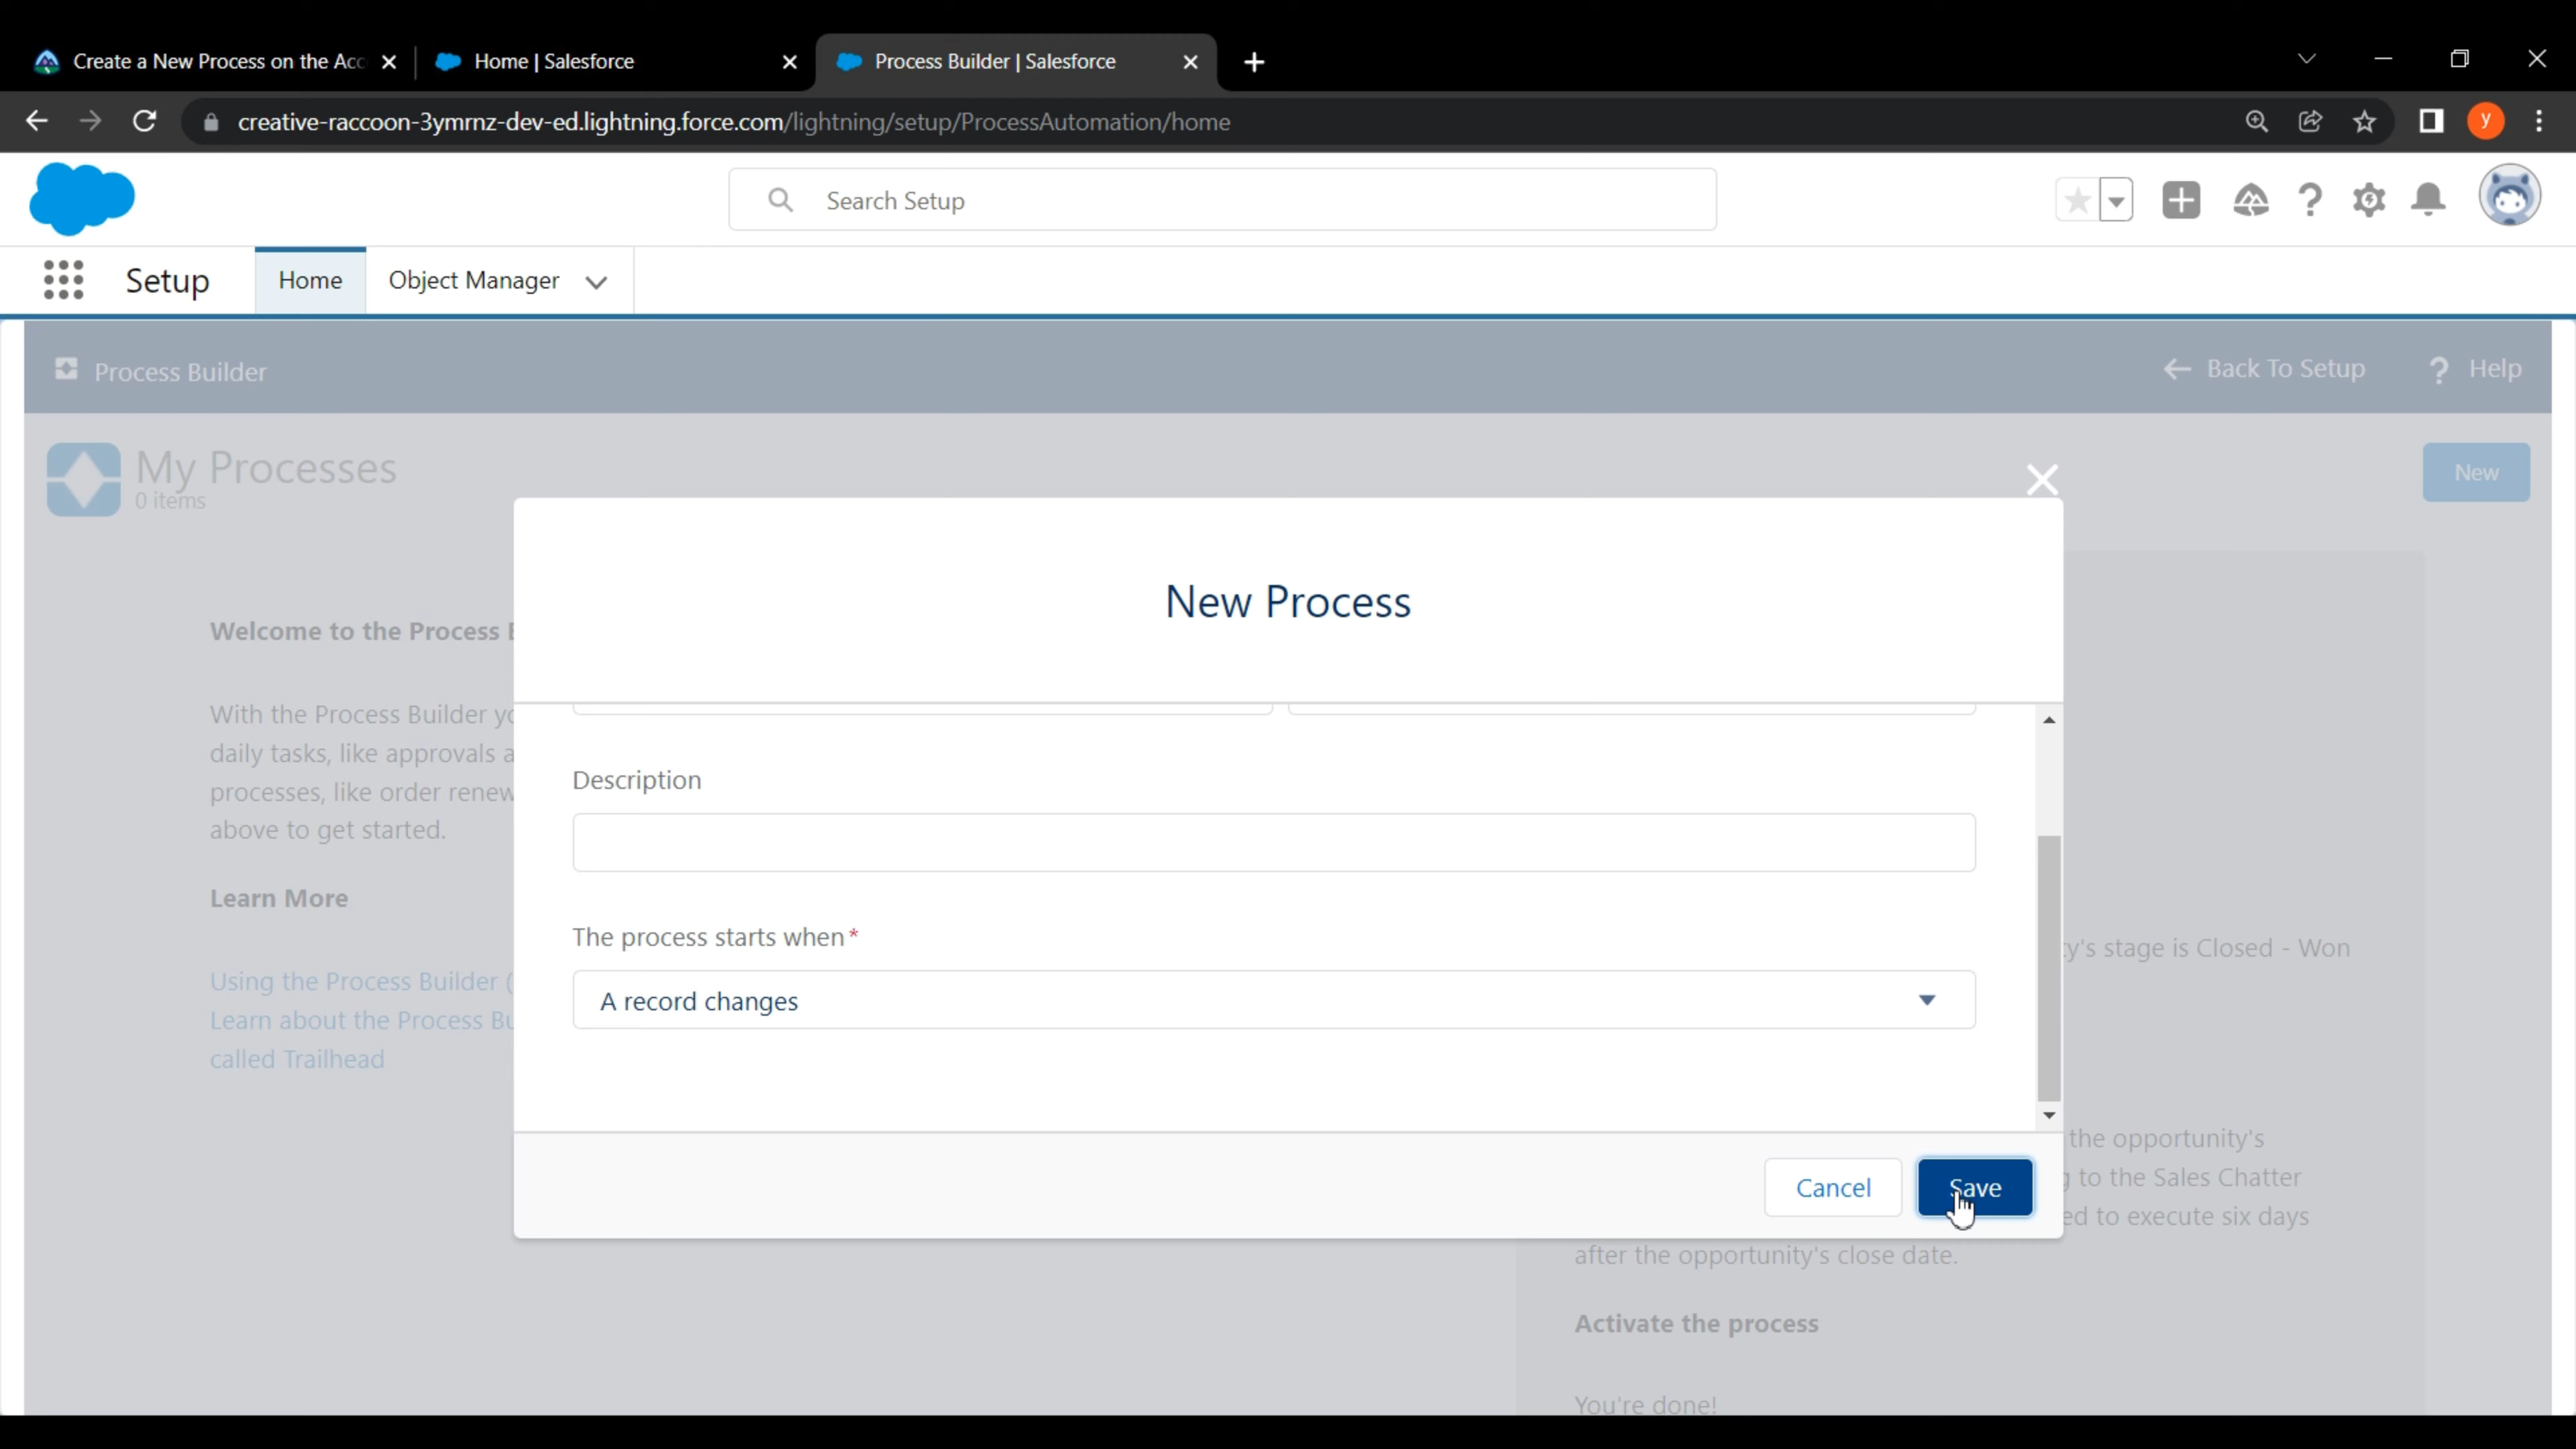 Create a New Process on the Acc
Home | Salesforce
Process Builder | Salesforce
creative-raccoon-3ymrnz-dev-ed.lightning.force.com/lightning/setup/ProcessAutomation/home
y
Search Setup
Setup
Home
Object Manager
Process Builder
Back To Setup
? Help
My Processes
0 items
New
New Process
Welcome to the Process B
With the Process Builder yo
daily tasks, like approvals a
processes, like order renew
above to get started.
Learn More
Using the Process Builder (
Learn about the Process Bu
called Trailhead
Description
The process starts when*
A record changes
Cancel
Save
ty's stage is Closed - Won
the opportunity's
g to the Sales Chatter
ed to execute six days
after the opportunity's close date.
Activate the process
You're done!